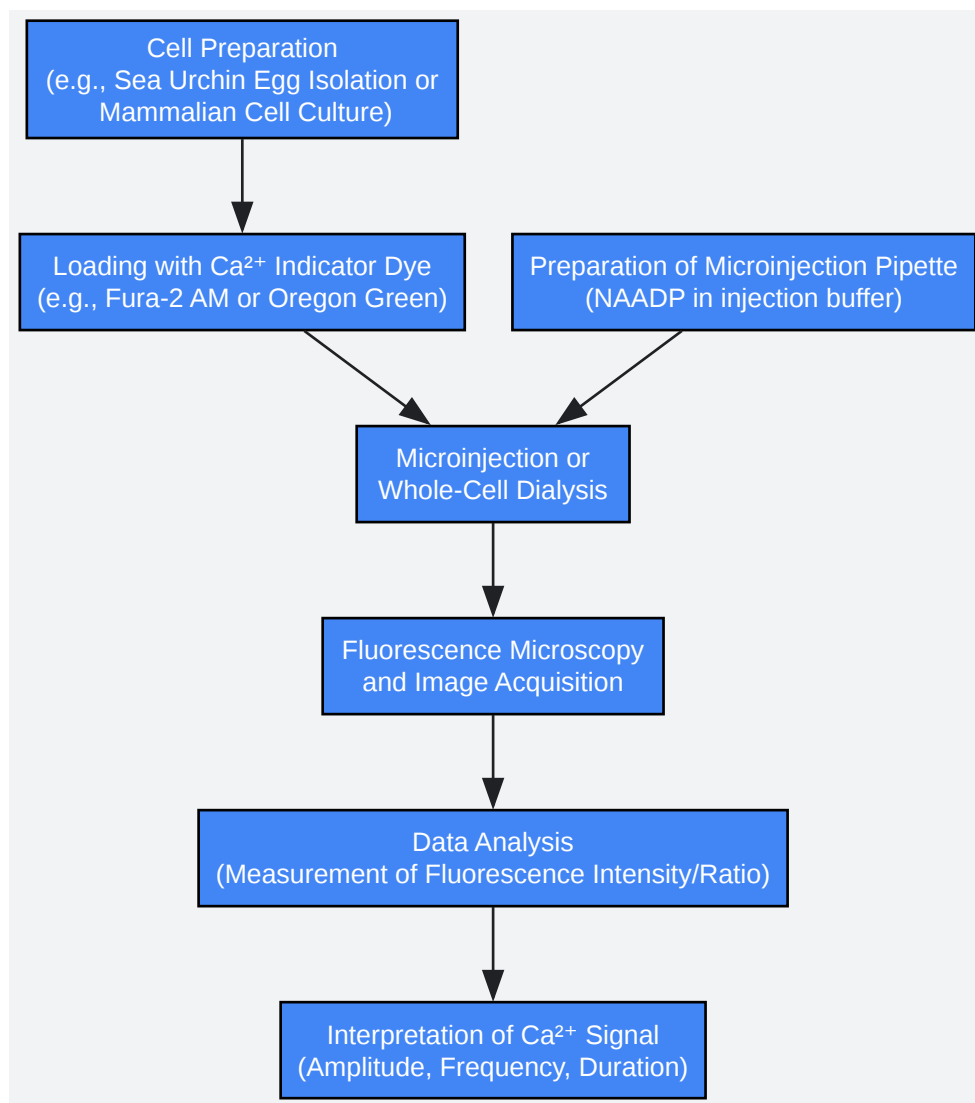 Cell Preparation
(e.g., Sea Urchin Egg Isolation or
Mammalian Cell Culture)
Loading with Ca²⁺ Indicator Dye
(e.g., Fura-2 AM or Oregon Green)
Preparation of Microinjection Pipette
(NAADP in injection buffer)
Microinjection or
Whole-Cell Dialysis
Fluorescence Microscopy
and Image Acquisition
Data Analysis
(Measurement of Fluorescence Intensity/Ratio)
Interpretation of Ca²⁺ Signal
(Amplitude, Frequency, Duration)